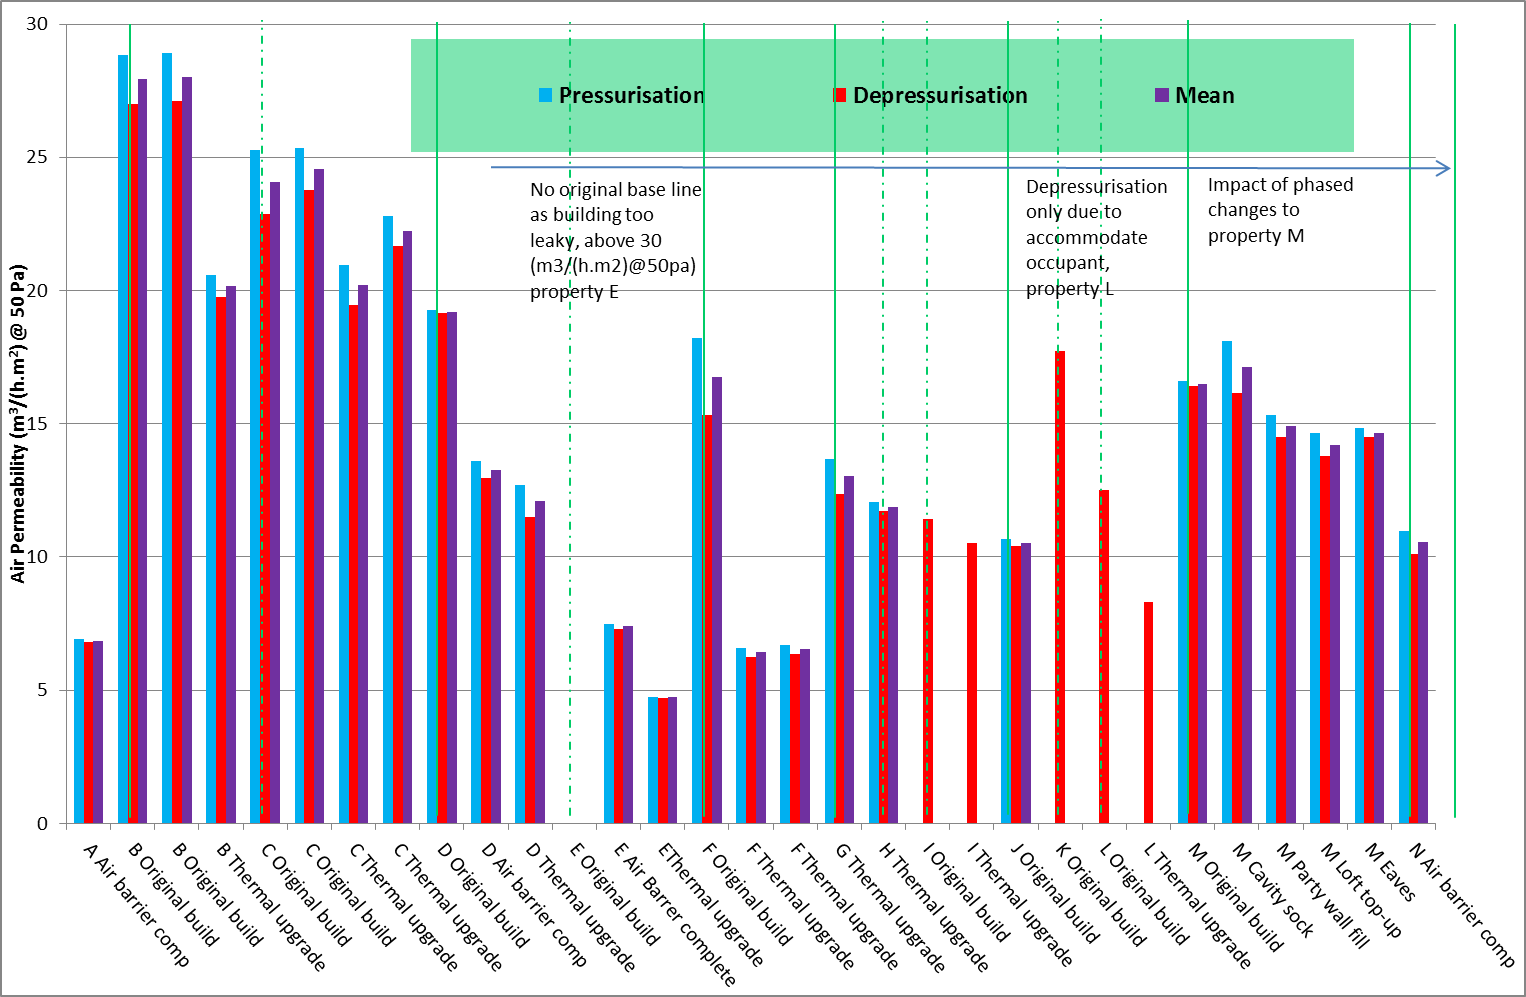 30
25
20
15
10
5
0
Air Permeability (m³/(h.m²) @ 50 Pa)
Pressurisation
Depressurisation
Mean
No original base line
as building too
leaky, above 30
(m3/(h.m2)@50pa)
property E
Depressurisation
only due to
accommodate
occupant,
property L
Impact of phased
changes to
property M
A Air barrier comp
B Original build
B Original build
B Thermal upgrade
C Original build
C Original build
C Thermal upgrade
C Thermal upgrade
D Original build
D Air barrier comp
D Thermal upgrade
E Original build
E Air Barrer complete
EThermal upgrade
F Original build
F Thermal upgrade
F Thermal upgrade
G Thermal upgrade
H Thermal upgrade
I Original build
I Thermal upgrade
J Original build
K Original build
L Original build
L Thermal upgrade
M Original build
M Cavity sock
M Party wall fill
M Loft top-up
M Eaves
N Air barrier comp